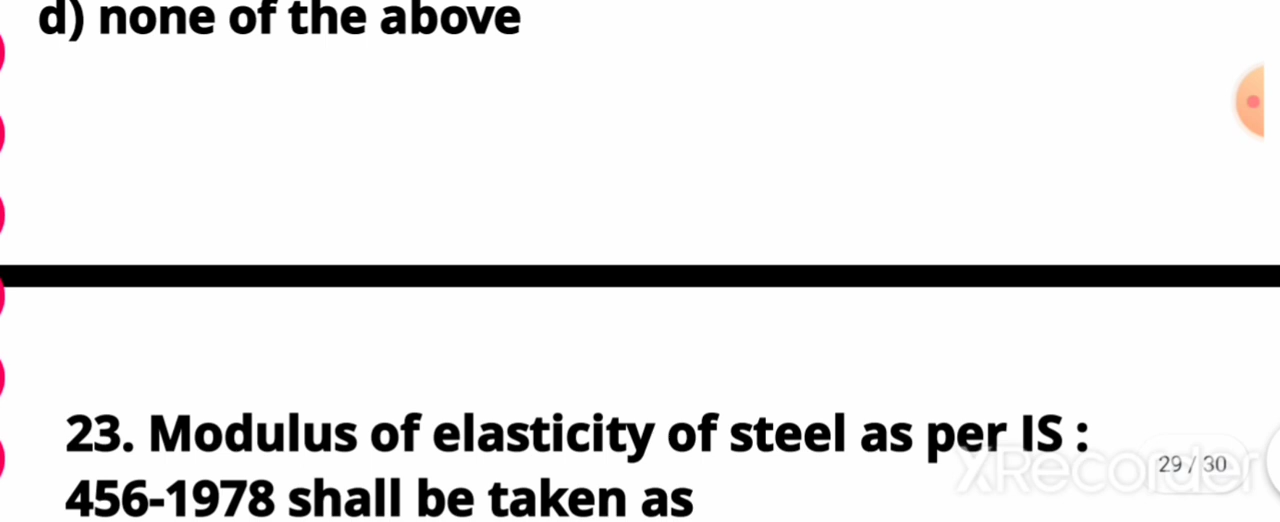 d) none of the above
23. Modulus of elasticity of steel as per IS :
456-1978 shall be taken as
XRecorder
29 / 30